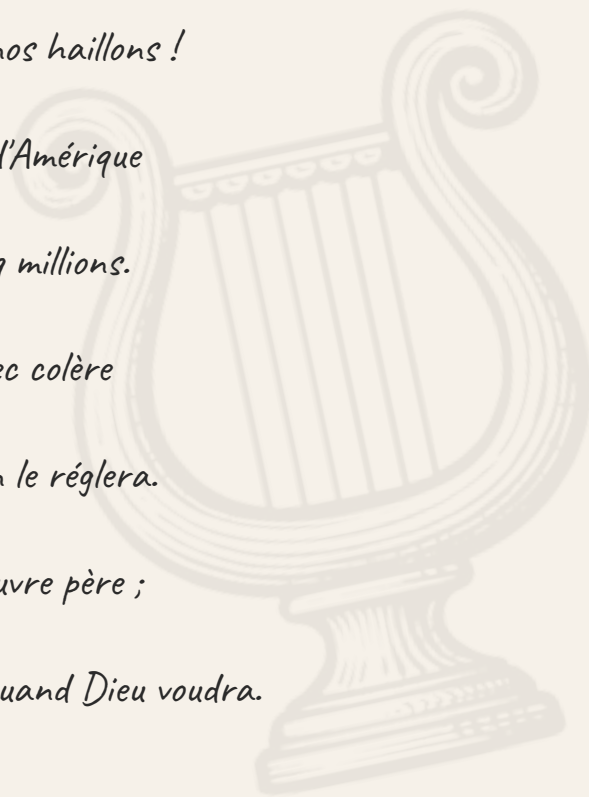 nos haillons !
l'Amérique
millions.
colère
le réglera.
père ;
Dieu voudra.